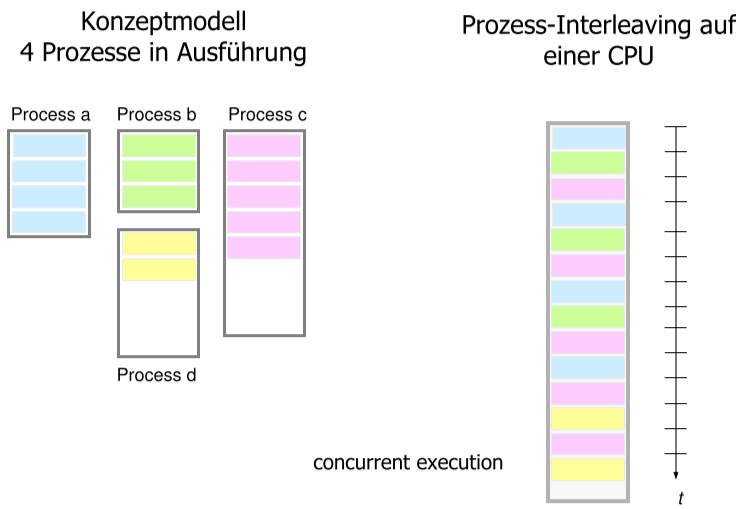 Konzeptmodell
4 Prozesse in Ausführung
Prozess-Interleaving auf
einer CPU
Process a
Process b
Process c
Process d
concurrent execution
t